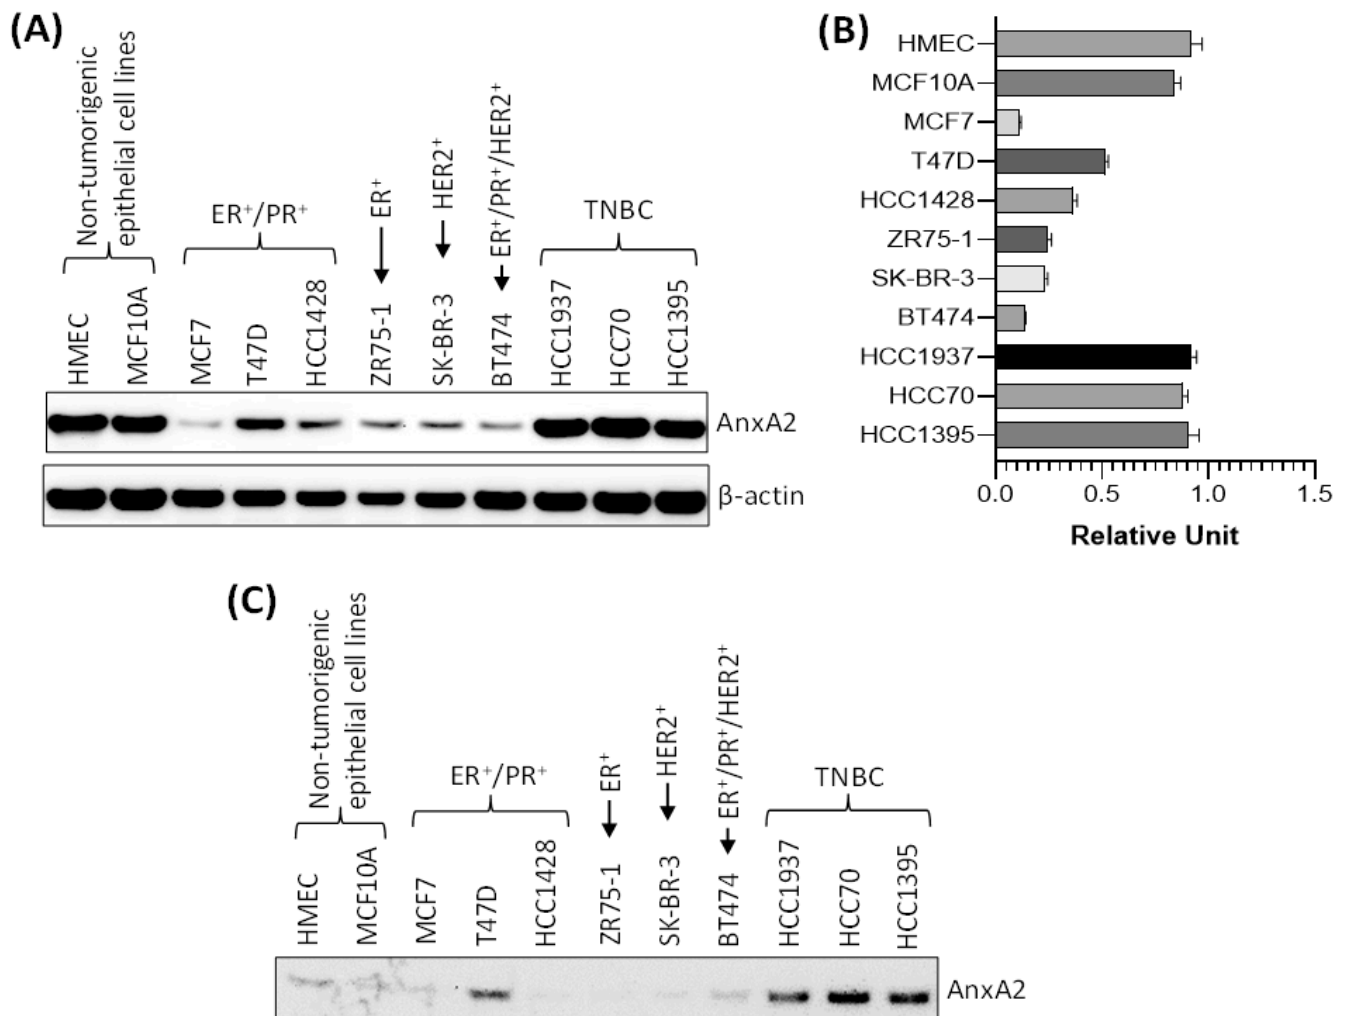 (A)
Non-tumorigenic
epithelial cell lines
ER⁺/PR⁺
ER⁺
HER2⁺
ER⁺/PR⁺/HER2⁺
TNBC
HMEC
MCF10A
MCF7
T47D
HCC1428
ZR75-1
SK-BR-3
BT474
HCC1937
HCC70
HCC1395
AnxA2
β-actin
(B)
HMEC
MCF10A
MCF7
T47D
HCC1428
ZR75-1
SK-BR-3
BT474
HCC1937
HCC70
HCC1395
0.0 0.5 1.0 1.5
Relative Unit
(C)
Non-tumorigenic
epithelial cell lines
ER⁺/PR⁺
ER⁺
HER2⁺
ER⁺/PR⁺/HER2⁺
TNBC
HMEC
MCF10A
MCF7
T47D
HCC1428
ZR75-1
SK-BR-3
BT474
HCC1937
HCC70
HCC1395
AnxA2